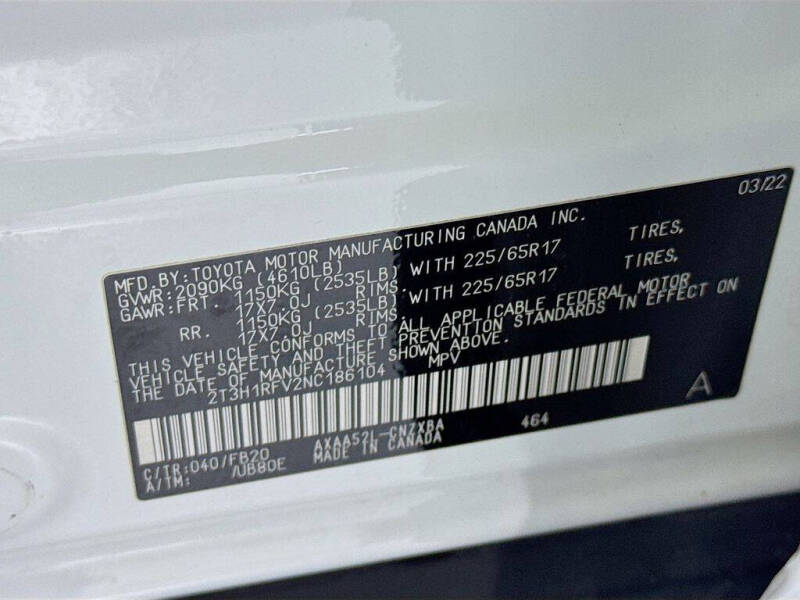 03/22
MFD.BY:TOYOTA MOTOR MANUFACTURING CANADA INC.
GVWR:2090KG (4610LB)
GAWR:FRT. 1150KG (2535LB) WITH 225/65R17 TIRES,
17X7.0J RIMS,
RR. 1150KG (2535LB) WITH 225/65R17 TIRES,
17X7.0J RIMS.
THIS VEHICLE CONFORMS TO ALL APPLICABLE FEDERAL MOTOR
VEHICLE SAFETY AND THEFT PREVENTION STANDARDS IN EFFECT ON
THE DATE OF MANUFACTURE SHOWN ABOVE.
2T3H1RFV2NC186104 MPV
A
C/TR:040/FB20 AXAA52L-CNZXBA 464
A/TM: /UB80E MADE IN CANADA